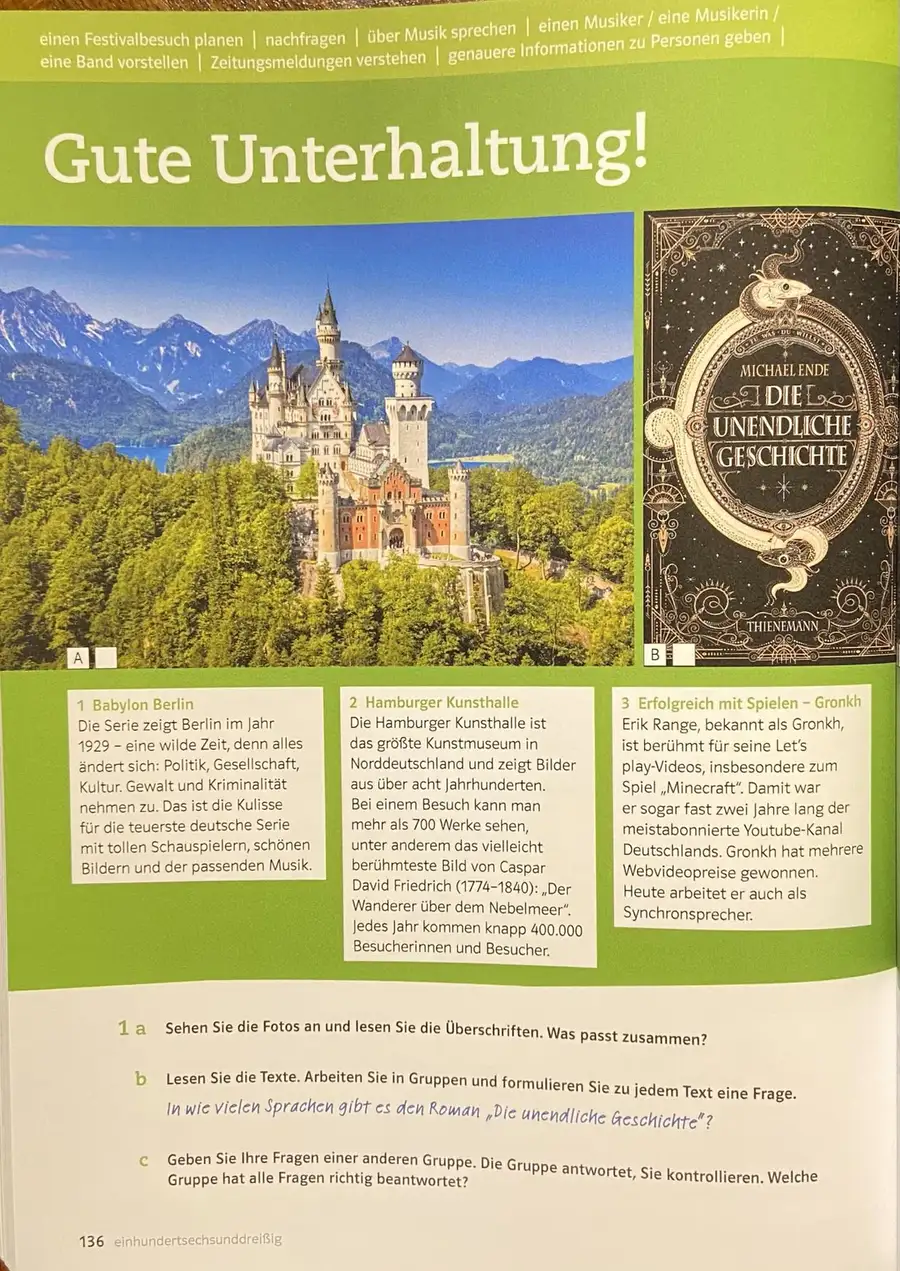 einen Festivalbesuch planen | nachfragen | über Musik sprechen | einen Musiker / eine Musikerin /
eine Band vorstellen | Zeitungsmeldungen verstehen | genauere Informationen zu Personen geben |
Gute Unterhaltung!
MICHAEL ENDE
DIE
UNENDLICHE
GESCHICHTE
THIENEMANN
A
B
1 Babylon Berlin
Die Serie zeigt Berlin im Jahr
1929 – eine wilde Zeit, denn alles
ändert sich: Politik, Gesellschaft,
Kultur. Gewalt und Kriminalität
nehmen zu. Das ist die Kulisse
für die teuerste deutsche Serie
mit tollen Schauspielern, schönen
Bildern und der passenden Musik.
2 Hamburger Kunsthalle
Die Hamburger Kunsthalle ist
das größte Kunstmuseum in
Norddeutschland und zeigt Bilder
aus über acht Jahrhunderten.
Bei einem Besuch kann man
mehr als 700 Werke sehen,
unter anderem das vielleicht
berühmteste Bild von Caspar
David Friedrich (1774–1840): „Der
Wanderer über dem Nebelmeer“.
Jedes Jahr kommen knapp 400.000
Besucherinnen und Besucher.
3 Erfolgreich mit Spielen – Gronkh
Erik Range, bekannt als Gronkh,
ist berühmt für seine Let's
play-Videos, insbesondere zum
Spiel „Minecraft“. Damit war
er sogar fast zwei Jahre lang der
meistabonnierte Youtube-Kanal
Deutschlands. Gronkh hat mehrere
Webvideopreise gewonnen.
Heute arbeitet er auch als
Synchronsprecher.
1 a Sehen Sie die Fotos an und lesen Sie die Überschriften. Was passt zusammen?
b Lesen Sie die Texte. Arbeiten Sie in Gruppen und formulieren Sie zu jedem Text eine Frage.
In wie vielen Sprachen gibt es den Roman „Die unendliche Geschichte“?
c Geben Sie Ihre Fragen einer anderen Gruppe. Die Gruppe antwortet, Sie kontrollieren. Welche
Gruppe hat alle Fragen richtig beantwortet?
136 einhundertsechsunddreißig